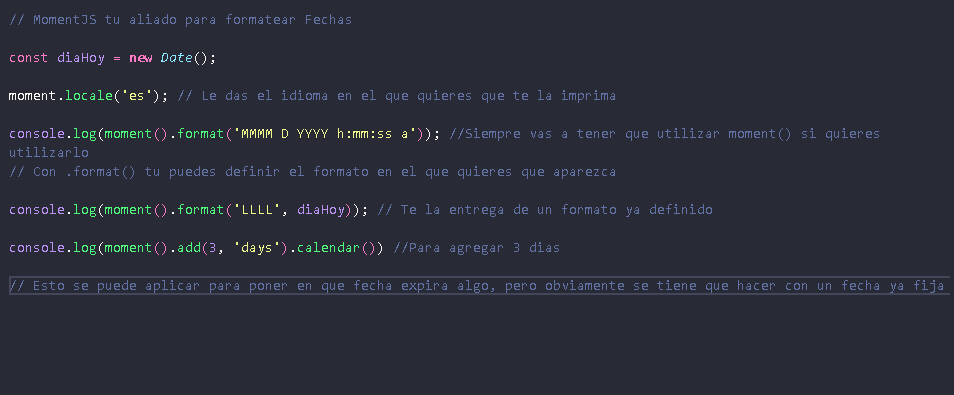 // MomentJS tu aliado para formatear Fechas
const diaHoy = new Date();
moment.locale('es'); // Le das el idioma en el que quieres que te la imprima
console.log(moment().format('MMMM D YYYY h:mm:ss a')); //Siempre vas a tener que utilizar moment() si quieres
utilizarlo
// Con .format() tu puedes definir el formato en el que quieres que aparezca
console.log(moment().format('LLLL', diaHoy)); // Te la entrega de un formato ya definido
console.log(moment().add(3, 'days').calendar()) //Para agregar 3 dias
// Esto se puede aplicar para poner en que fecha expira algo, pero obviamente se tiene que hacer con un fecha ya fija